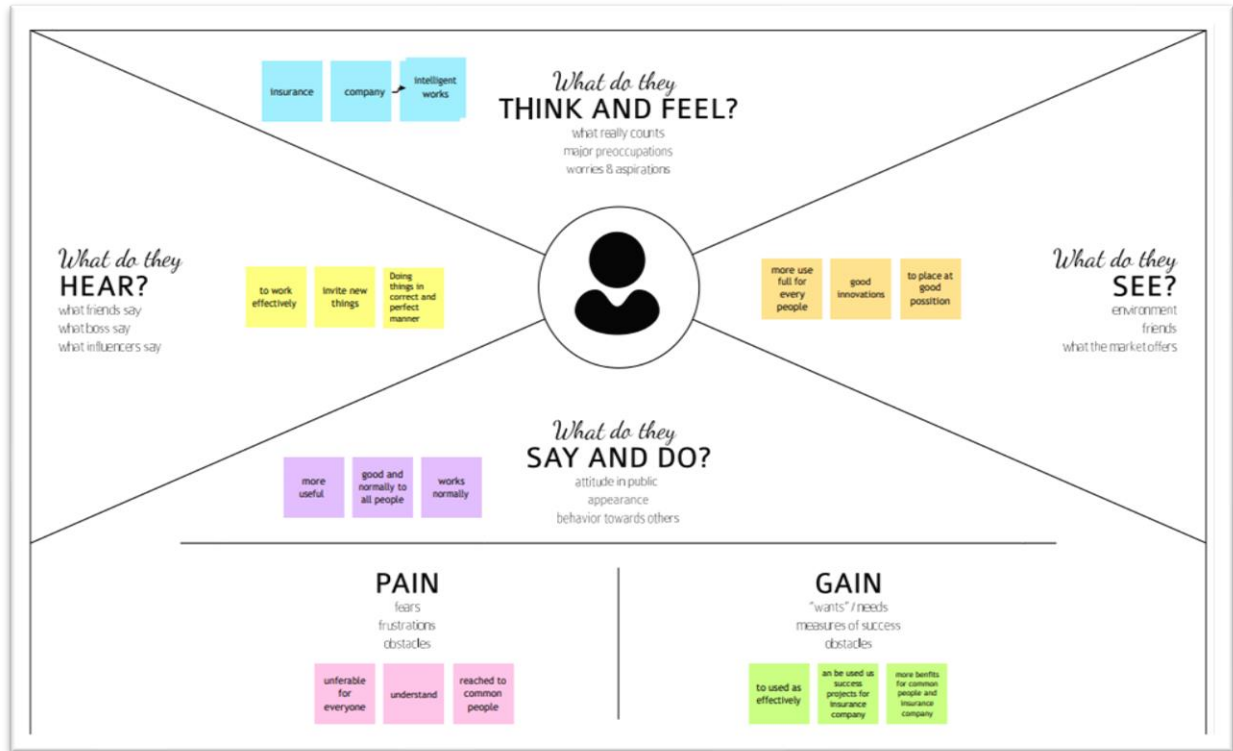 insurance
company
intelligent
works
What do they
THINK AND FEEL?
what really counts
major preoccupations
worries & aspirations
What do they
HEAR?
what friends say
what boss say
what influencers say
to work
effectively
invite new
things
Doing
things in
correct and
perfect
manner
more use
full for
every
people
good
innovations
to place at
good
possition
What do they
SEE?
environment
friends
what the market offers
What do they
SAY AND DO?
attitude in public
appearance
behavior towards others
more
useful
good and
normally to
all people
works
normally
PAIN
fears
frustrations
obstacles
unferable
for
everyone
understand
reached to
common
people
GAIN
"wants" / needs
measures of success
obstacles
to used as
effectively
an be used us
success
projects for
insurance
company
more benfits
for common
people and
insurance
company